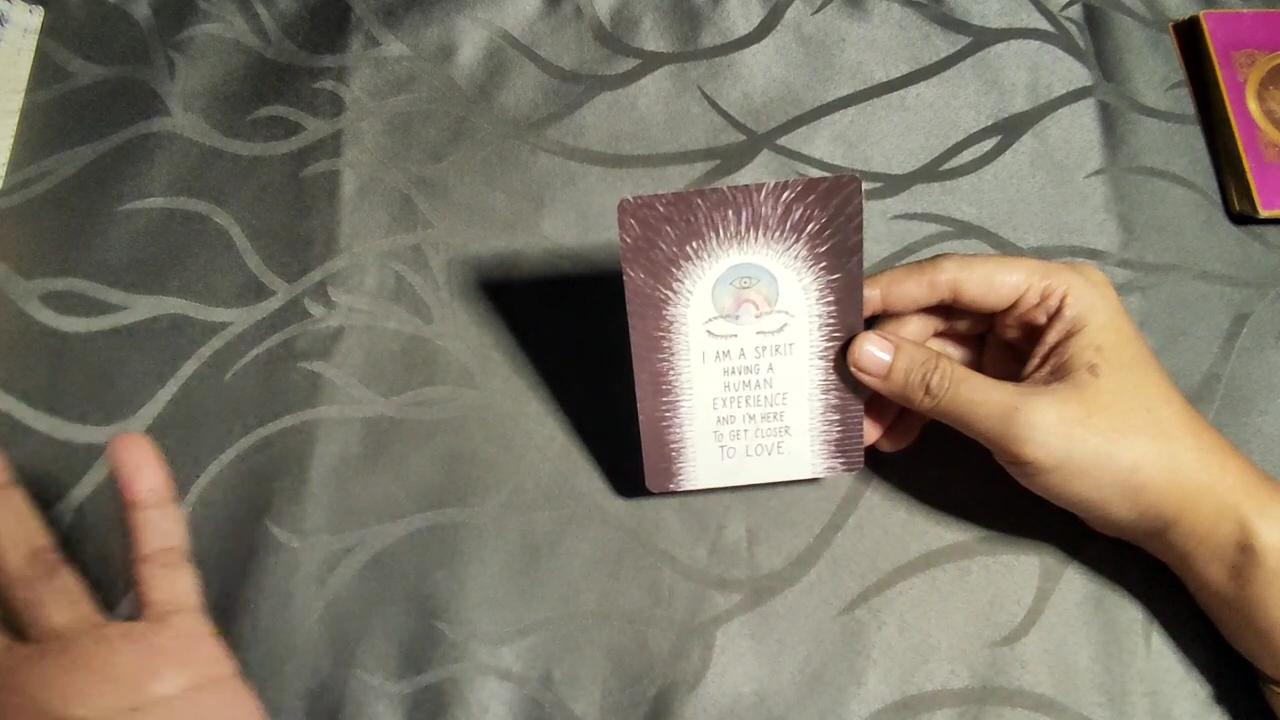 I AM A SPIRIT
HAVING A
HUMAN
EXPERIENCE
AND I'M HERE
TO GET CLOSER
TO LOVE.